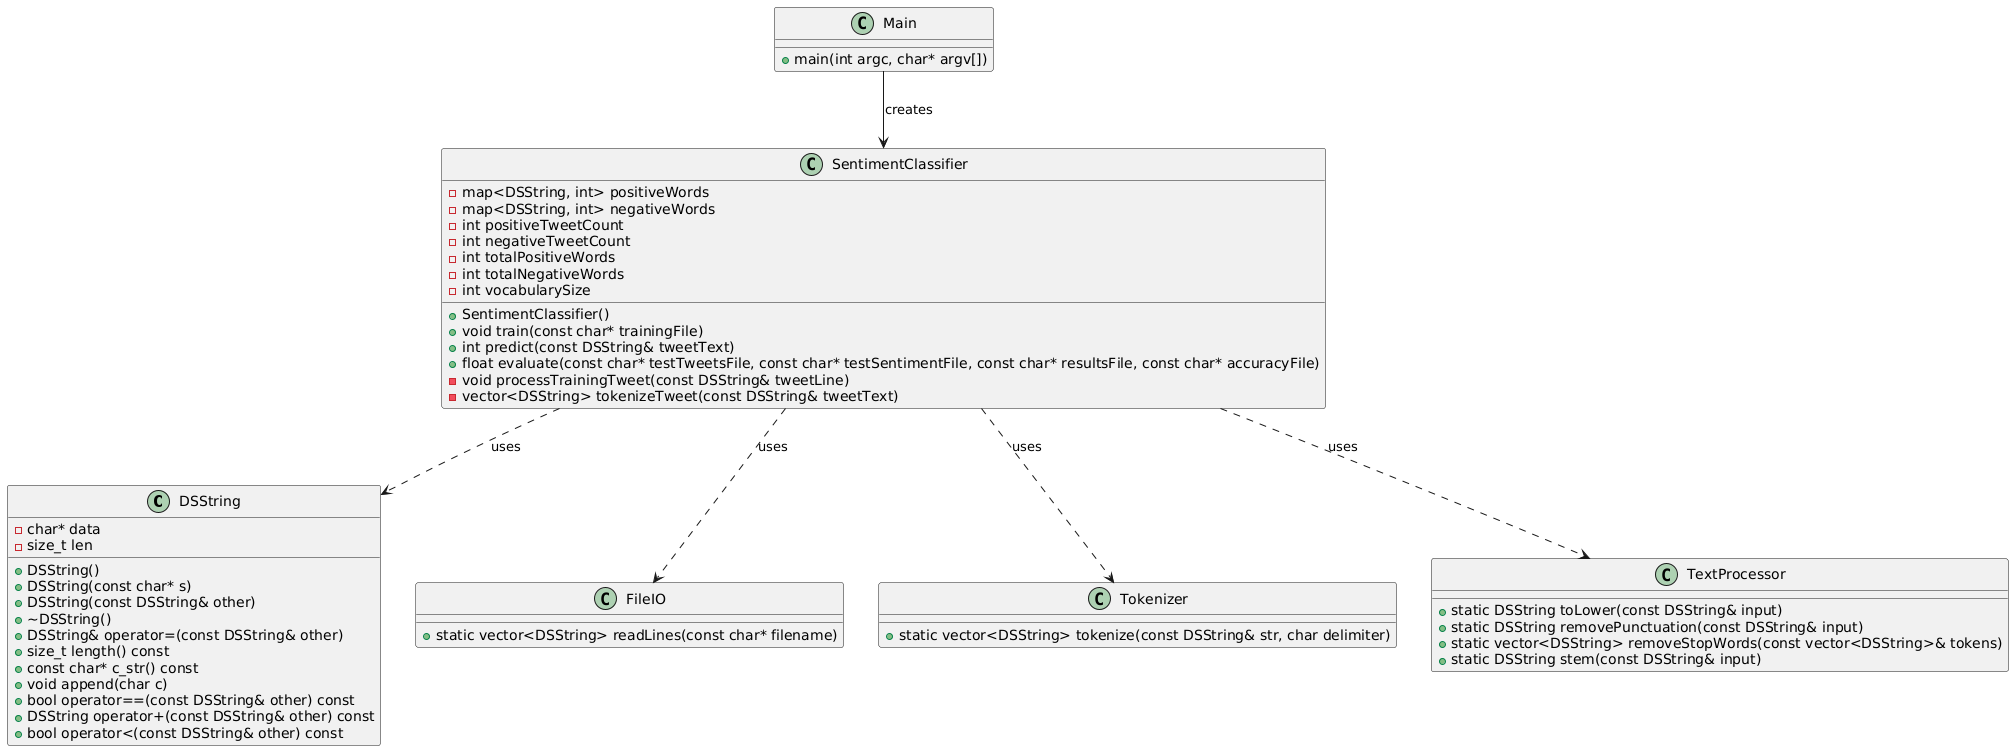 C Main
main(int argc, char* argv[])
creates
C SentimentClassifier
map<DSString, int> positiveWords
map<DSString, int> negativeWords
int positiveTweetCount
int negativeTweetCount
int totalPositiveWords
int totalNegativeWords
int vocabularySize
SentimentClassifier()
void train(const char* trainingFile)
int predict(const DSString& tweetText)
float evaluate(const char* testTweetsFile, const char* testSentimentFile, const char* resultsFile, const char* accuracyFile)
void processTrainingTweet(const DSString& tweetLine)
vector<DSString> tokenizeTweet(const DSString& tweetText)
uses
uses
uses
uses
C DSString
char* data
size_t len
DSString()
DSString(const char* s)
DSString(const DSString& other)
~DSString()
DSString& operator=(const DSString& other)
size_t length() const
const char* c_str() const
void append(char c)
bool operator==(const DSString& other) const
DSString operator+(const DSString& other) const
bool operator<(const DSString& other) const
C FileIO
static vector<DSString> readLines(const char* filename)
C Tokenizer
static vector<DSString> tokenize(const DSString& str, char delimiter)
C TextProcessor
static DSString toLower(const DSString& input)
static DSString removePunctuation(const DSString& input)
static vector<DSString> removeStopWords(const vector<DSString>& tokens)
static DSString stem(const DSString& input)